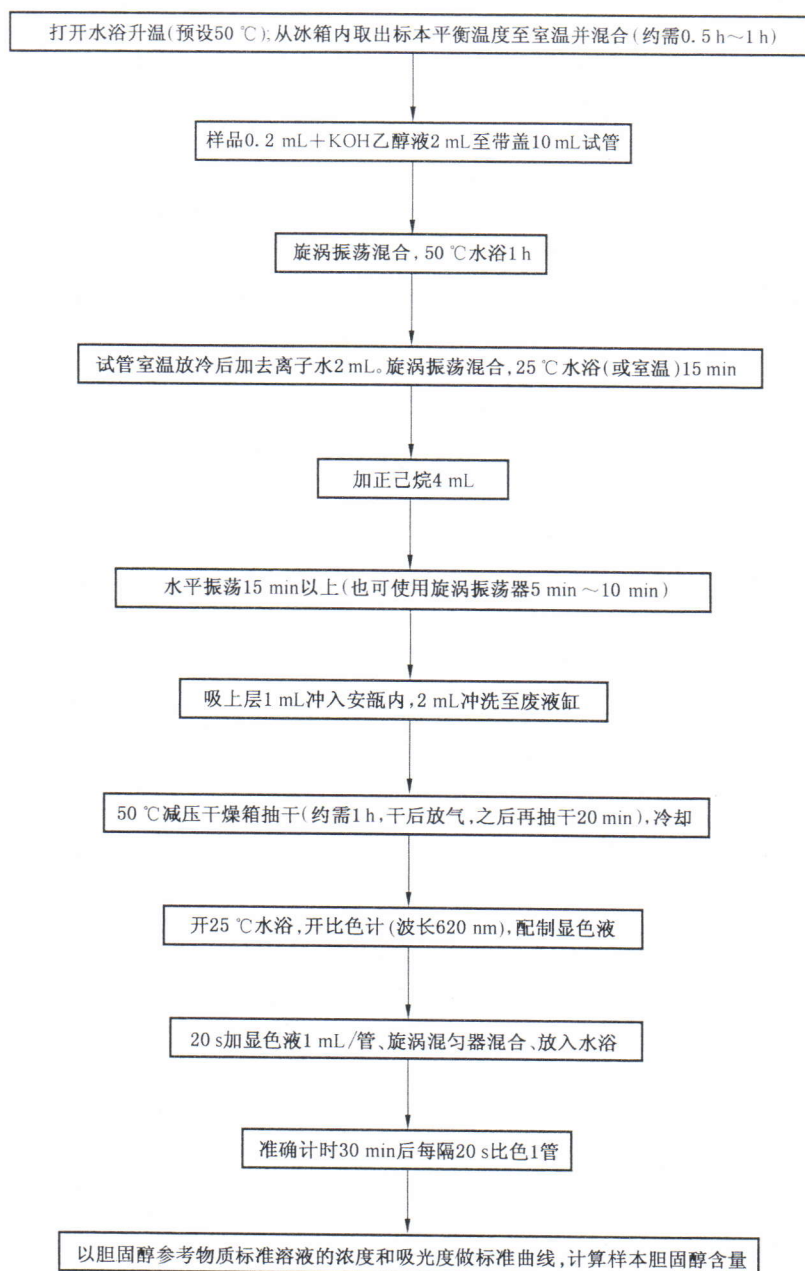 打开水浴升温(预设50 ℃);从冰箱内取出标本平衡温度至室温并混合(约需0.5 h～1 h)
样品0.2 mL＋KOH乙醇液2 mL至带盖10 mL试管
旋涡振荡混合,50 ℃水浴1 h
试管室温放冷后加去离子水2 mL。旋涡振荡混合,25 ℃水浴(或室温)15 min
加正己烷4 mL
水平振荡15 min以上(也可使用旋涡振荡器5 min～10 min)
吸上层1 mL冲入安瓿内,2 mL冲洗至废液缸
50 ℃减压干燥箱抽干(约需1 h,干后放气,之后再抽干20 min),冷却
开25 ℃水浴,开比色计(波长620 nm),配制显色液
20 s加显色液1 mL/管、旋涡混匀器混合、放入水浴
准确计时30 min后每隔20 s比色1管
以胆固醇参考物质标准溶液的浓度和吸光度做标准曲线,计算样本胆固醇含量